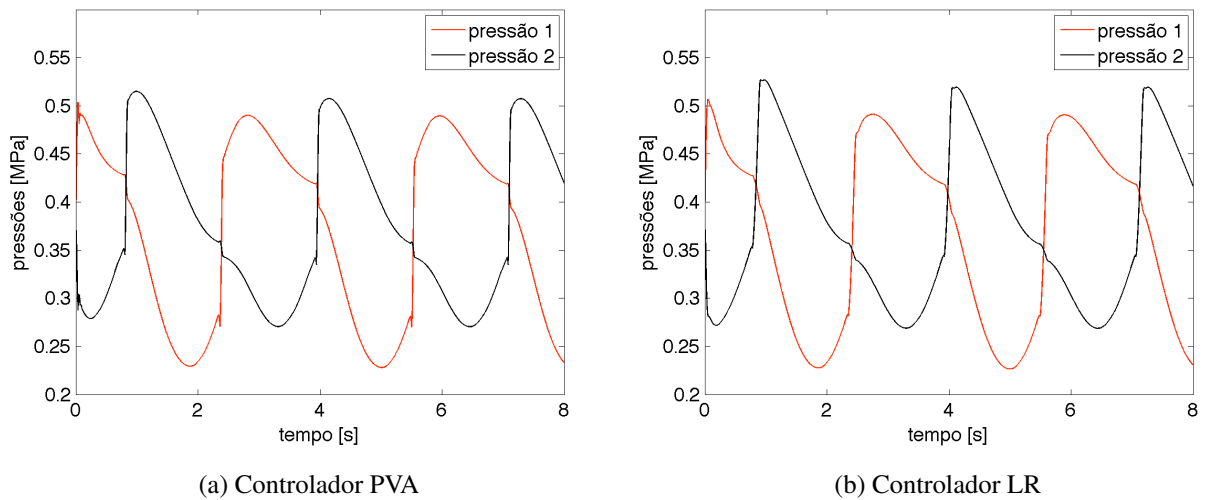 pressão 1
pressão 2
0.55
0.5
0.45
0.4
0.35
0.3
0.25
0.2
pressões [MPa]
0 2 4 6 8
tempo [s]
(a) Controlador PVA
pressão 1
pressão 2
0.55
0.5
0.45
0.4
0.35
0.3
0.25
0.2
pressões [MPa]
0 2 4 6 8
tempo [s]
(b) Controlador LR